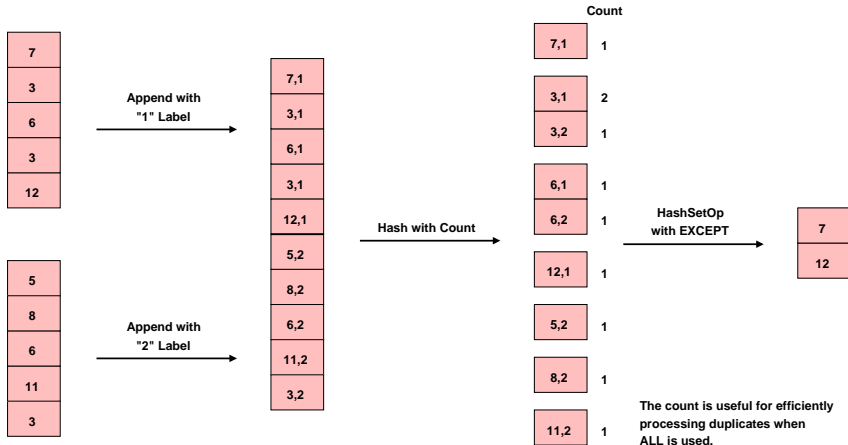 7
3
6
3
12
5
8
6
11
3
Append with
"1" Label
Append with
"2" Label
7,1
3,1
6,1
3,1
12,1
5,2
8,2
6,2
11,2
3,2
Hash with Count
Count
7,1 1
3,1 2
3,2 1
6,1 1
6,2 1
12,1 1
5,2 1
8,2 1
11,2 1
HashSetOp
with EXCEPT
7
12
The count is useful for efficiently
processing duplicates when
ALL is used.